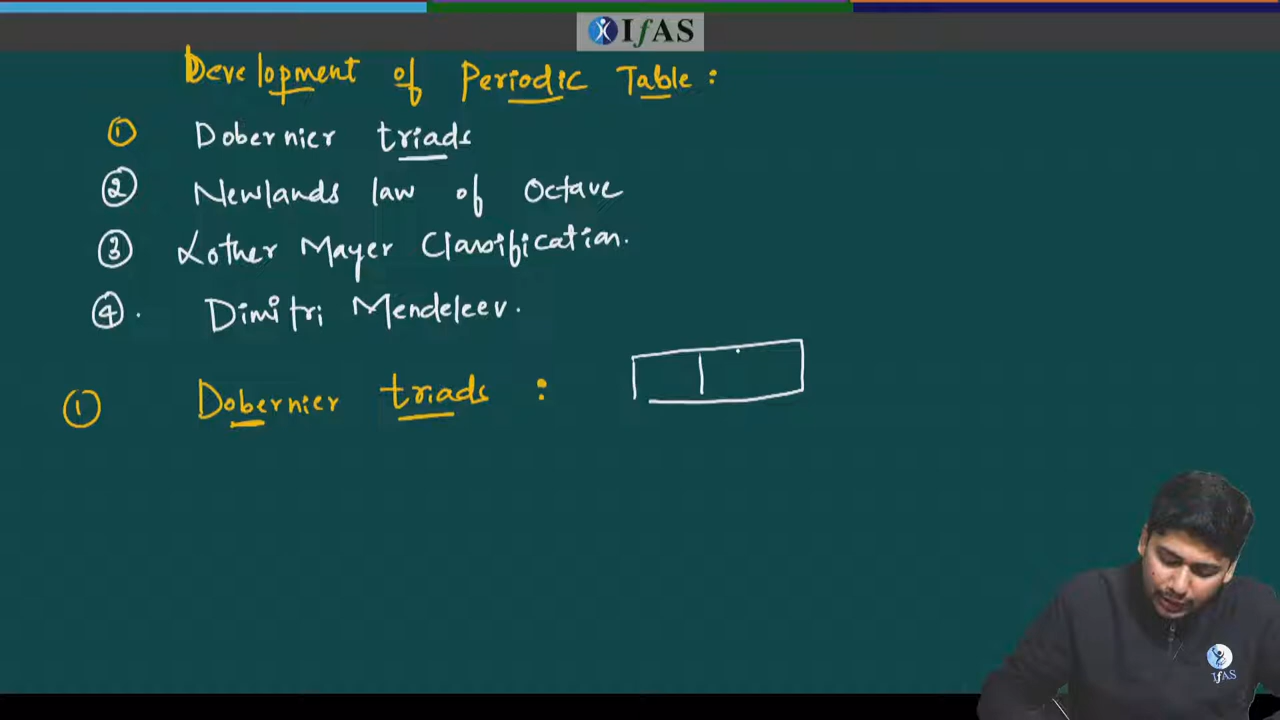 IfAS
Development of Periodic Table :
① Dobernier triads
② Newlands law of Octave
③ Lother Mayer Classification.
④. Dimitri Mendeleev.
① Dobernier triads :
IfAS